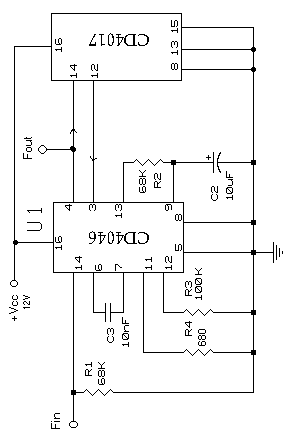 CD4017
16
14
12
15
13
8
Fout
U 1
CD4046
4
3
13
9
8
5
16
14
6
7
11
12
68K
R2
C2
10uF
+
+Vcc
12V
C3
10nF
R3
100K
R4
680
R1
68K
Fin